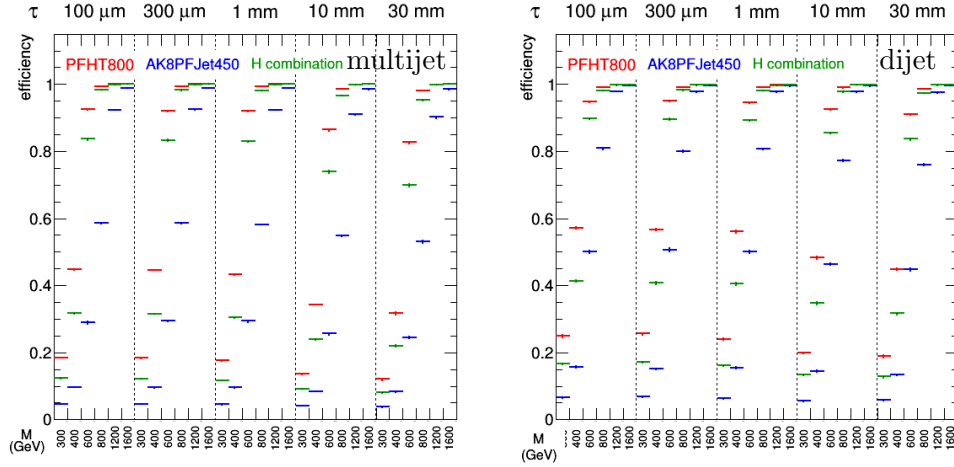 τ 100 μm 300 μm 1 mm 10 mm 30 mm
efficiency
PFHT800 AK8PFJet450 H combination multijet
1
0.8
0.6
0.4
0.2
0
M
(GeV)
300 400 600 800 1200 1600 300 400 600 800 1200 1600 300 400 600 800 1200 1600 300 400 600 800 1200 1600 300 400 600 800 1200 1600
τ 100 μm 300 μm 1 mm 10 mm 30 mm
efficiency
PFHT800 AK8PFJet450 H combination dijet
1
0.8
0.6
0.4
0.2
0
M
(GeV)
400 600 800 1200 1600 300 400 600 800 1200 1600 300 400 600 800 1200 1600 300 400 600 800 1200 1600 300 400 600 800 1200 1600